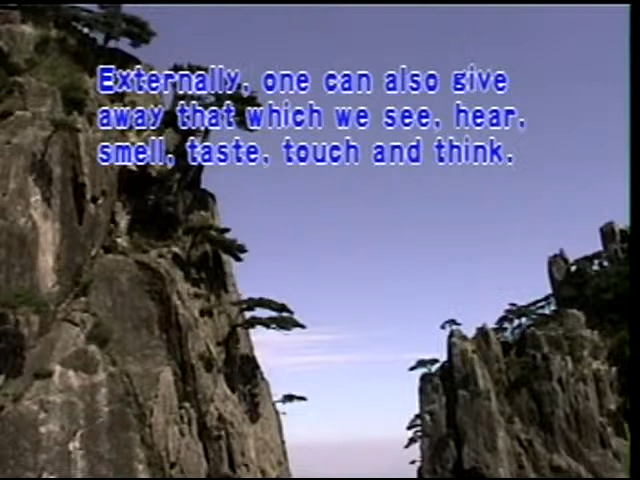 Externally, one can also give
away that which we see, hear,
smell, taste, touch and think.